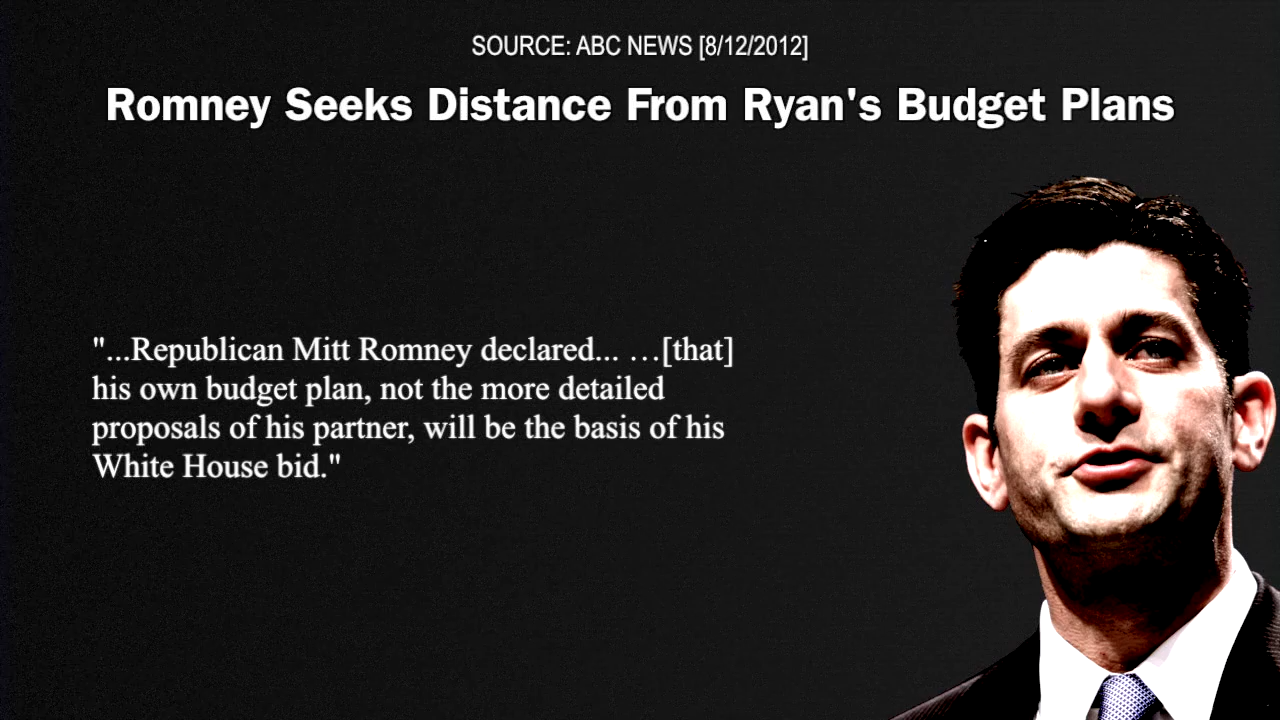 SOURCE: ABC NEWS [8/12/2012]
Romney Seeks Distance From Ryan's Budget Plans
"...Republican Mitt Romney declared... …[that]
his own budget plan, not the more detailed
proposals of his partner, will be the basis of his
White House bid."